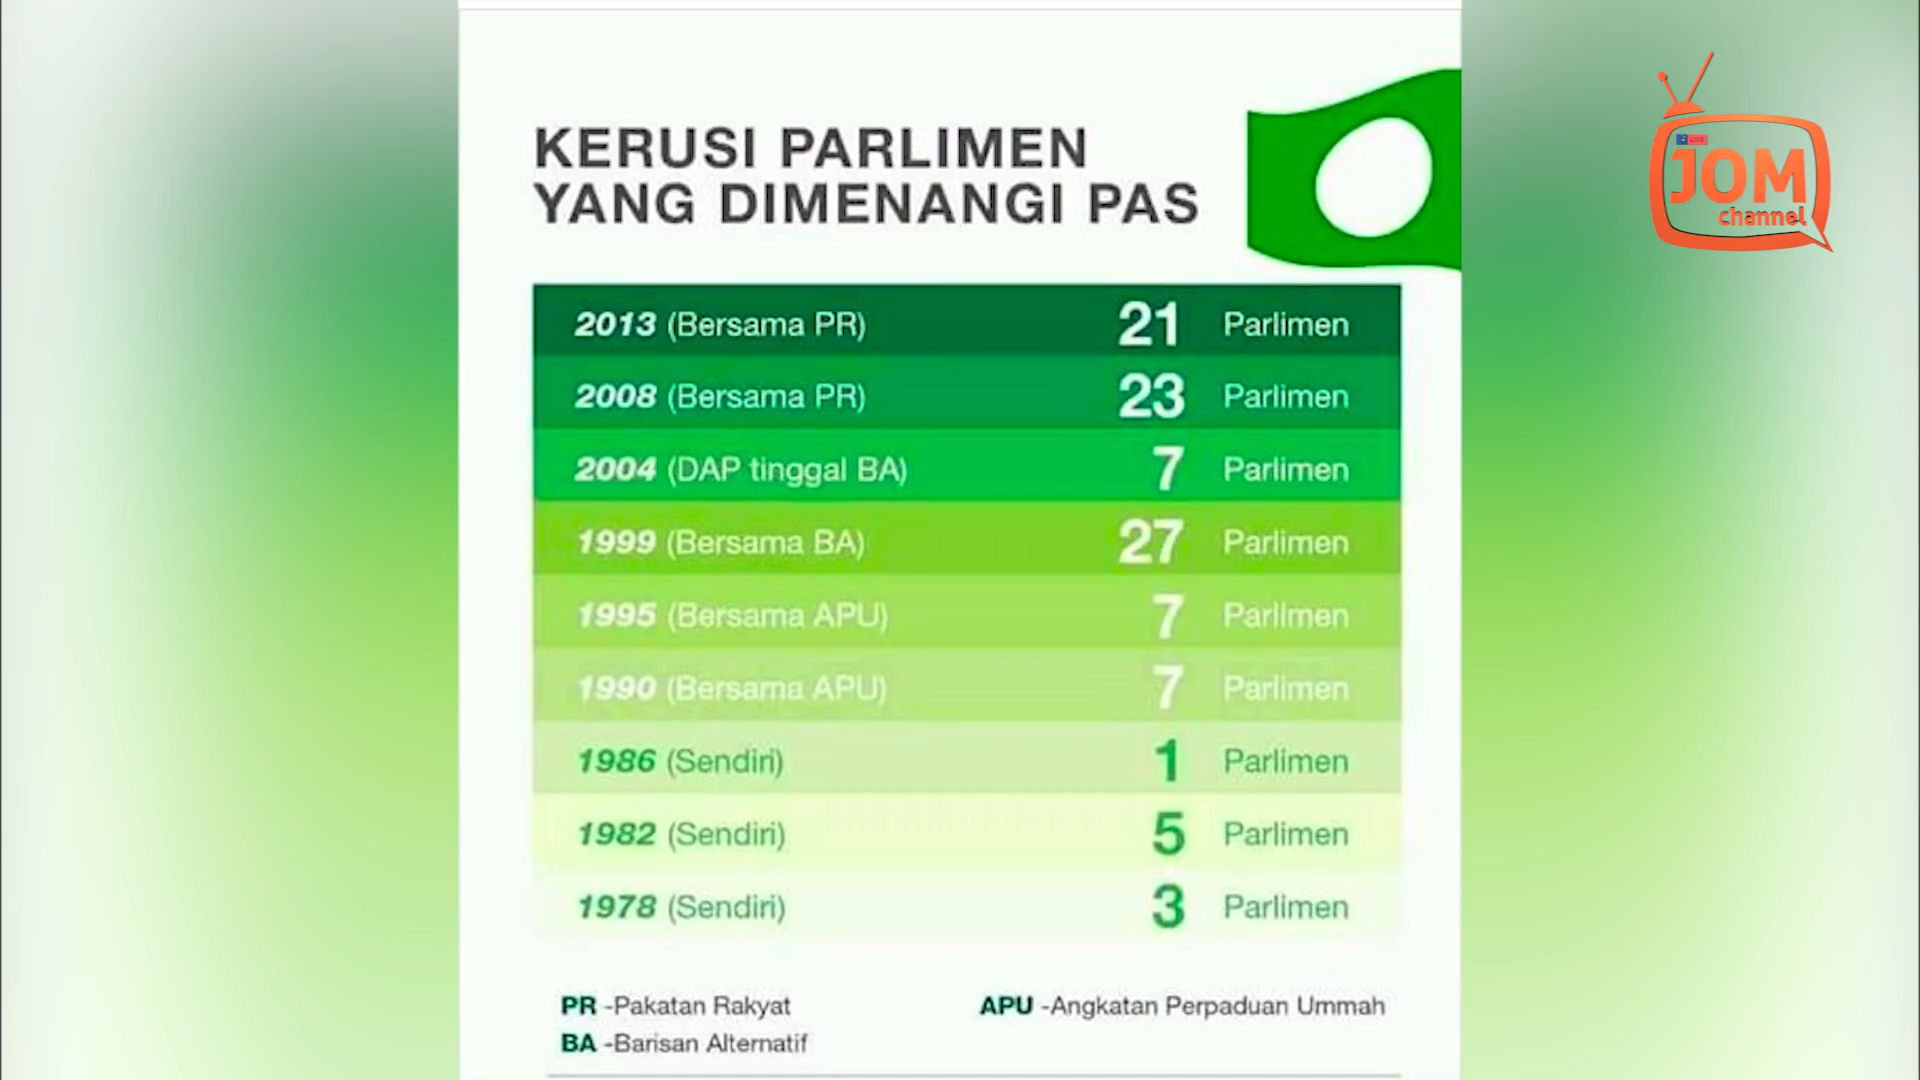 KERUSI PARLIMEN
YANG DIMENANGI PAS
LIVE
JOM
channel
2013 (Bersama PR) 21 Parlimen
2008 (Bersama PR) 23 Parlimen
2004 (DAP tinggal BA) 7 Parlimen
1999 (Bersama BA) 27 Parlimen
1995 (Bersama APU) 7 Parlimen
1990 (Bersama APU) 7 Parlimen
1986 (Sendiri) 1 Parlimen
1982 (Sendiri) 5 Parlimen
1978 (Sendiri) 3 Parlimen
PR -Pakatan Rakyat APU -Angkatan Perpaduan Ummah
BA -Barisan Alternatif